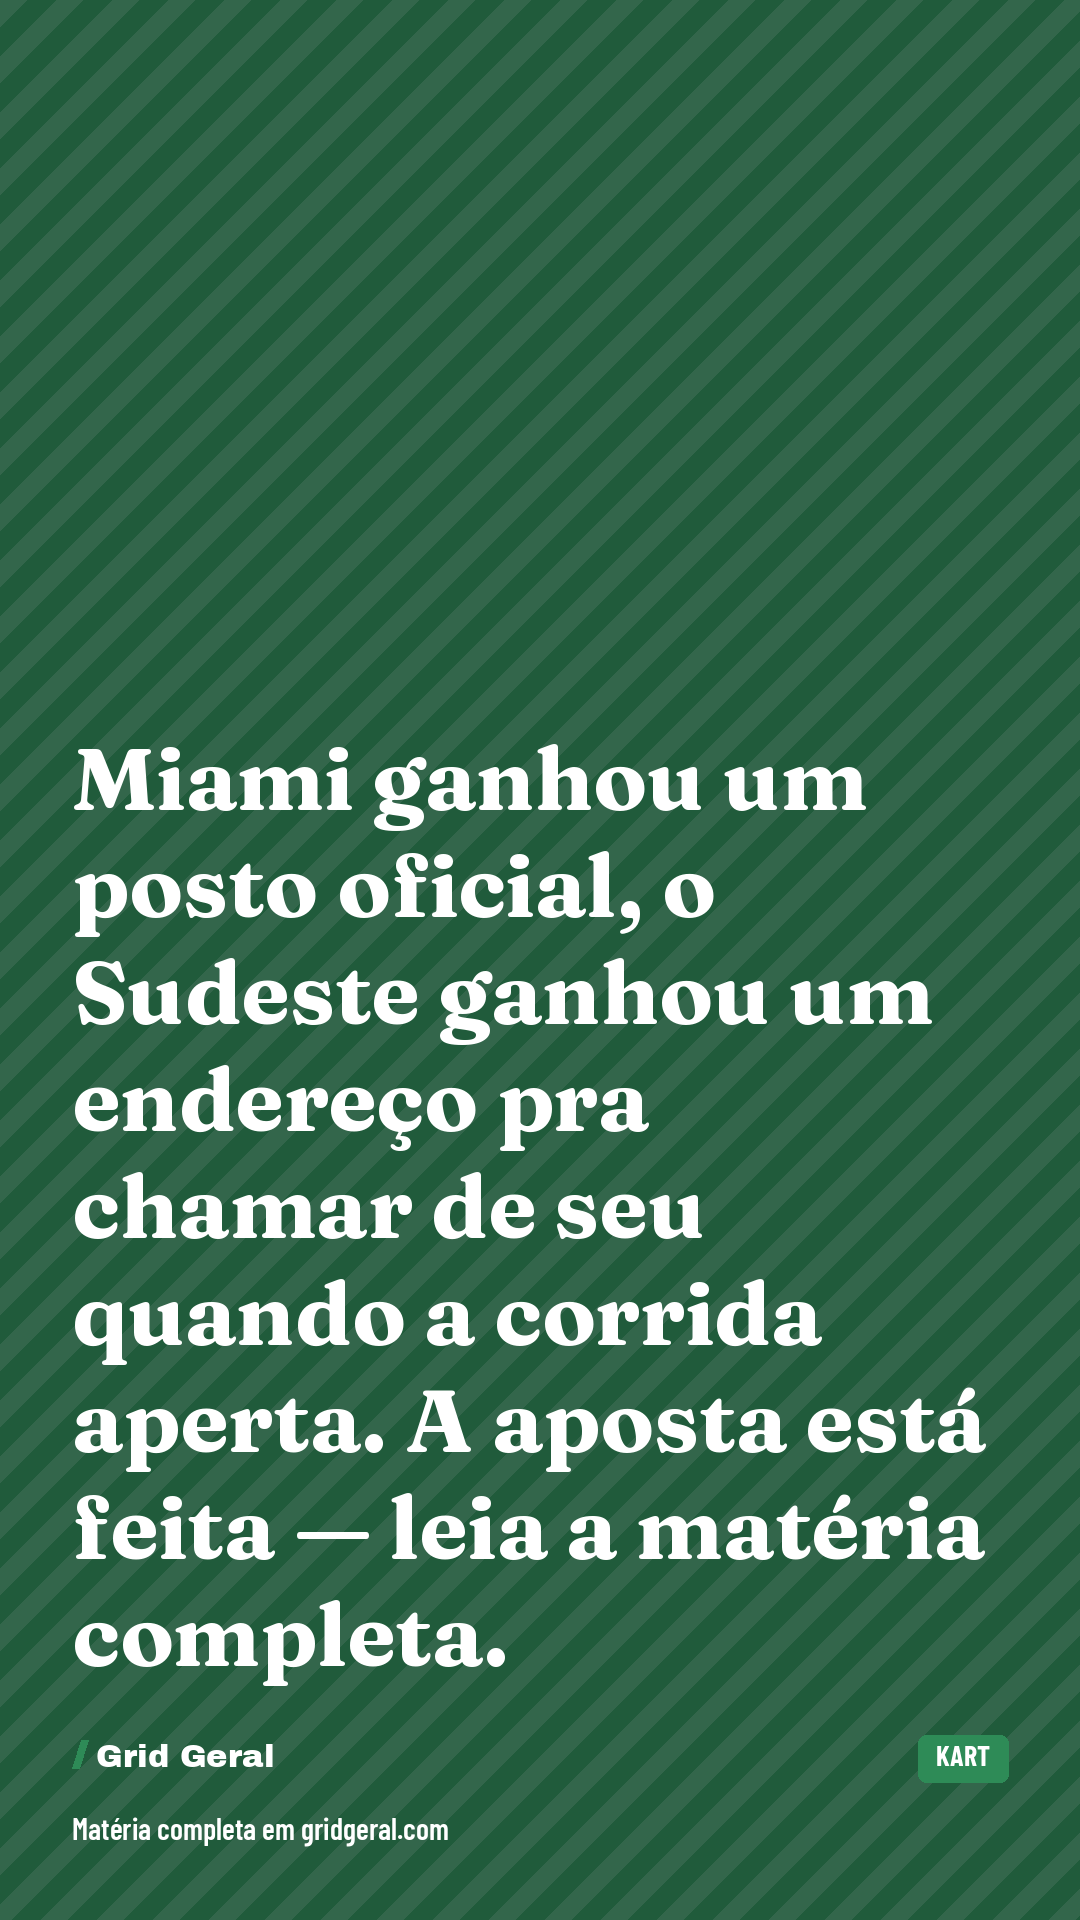 Miami ganhou um
posto oficial, o
Sudeste ganhou um
endereço pra
chamar de seu
quando a corrida
aperta. A aposta está
feita — leia a matéria
completa.
/ Grid Geral
KART
Matéria completa em gridgeral.com